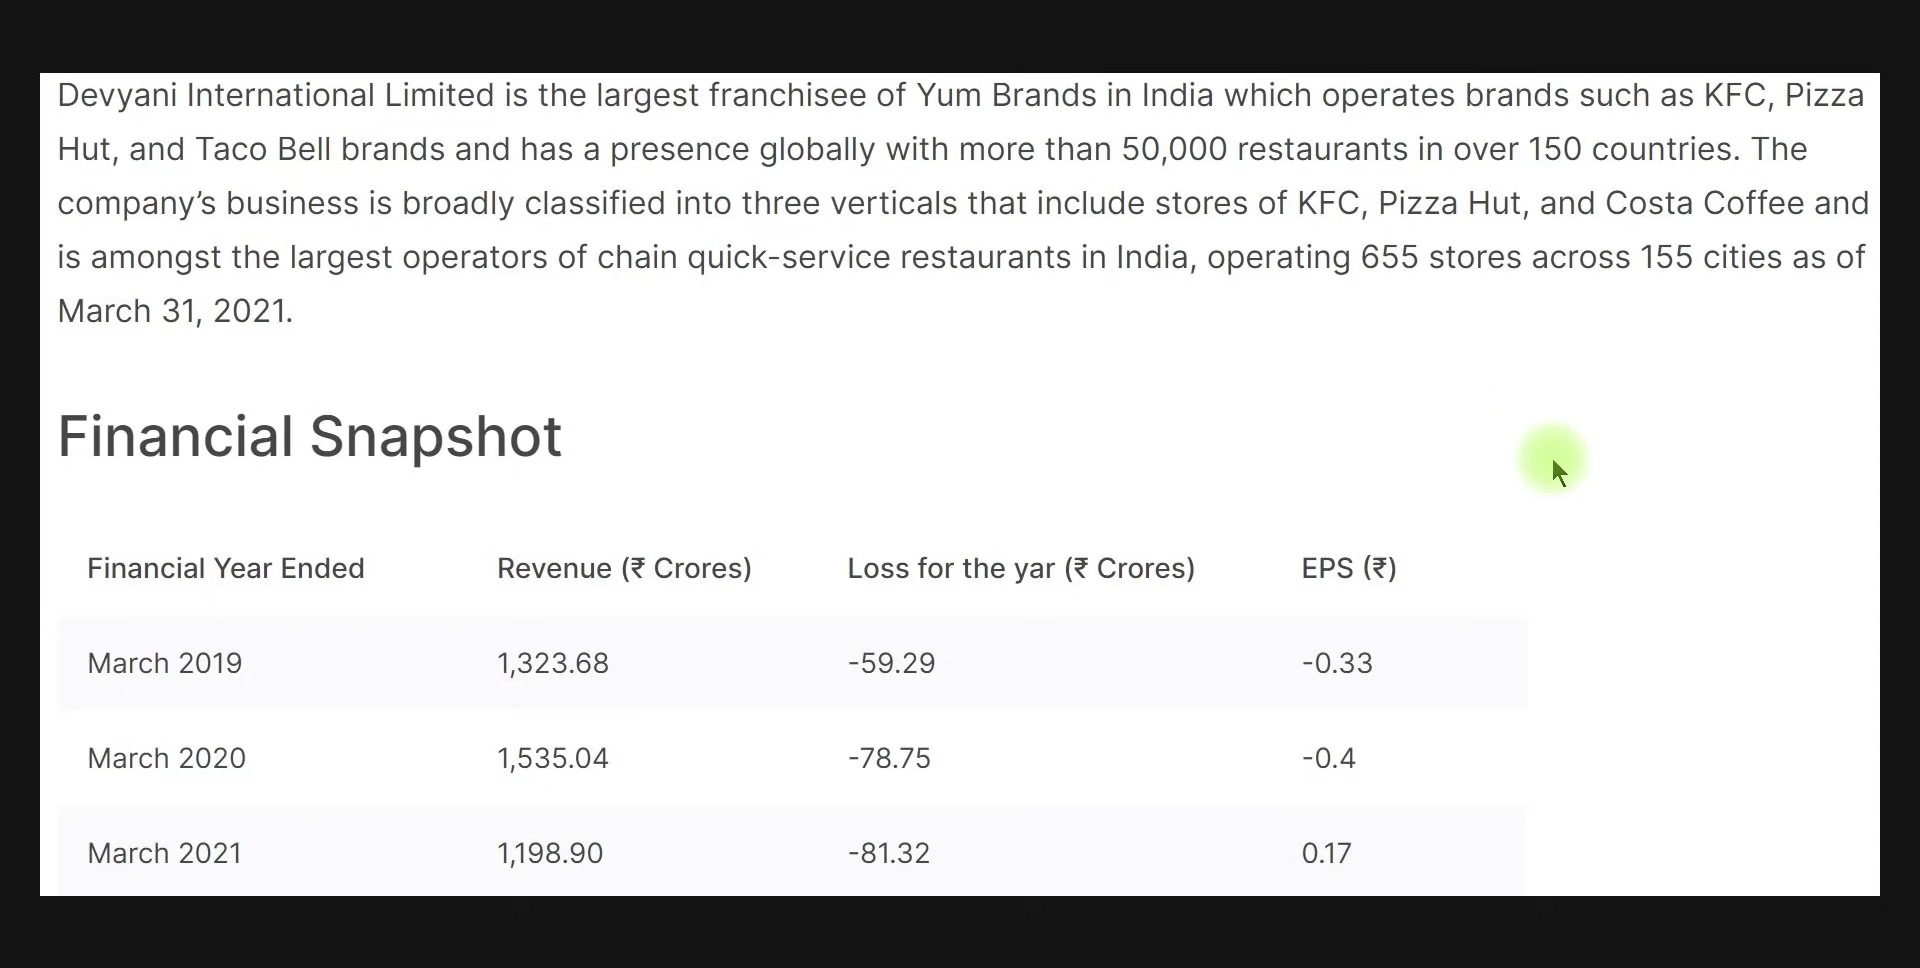 Devyani International Limited is the largest franchisee of Yum Brands in India which operates brands such as KFC, Pizza
Hut, and Taco Bell brands and has a presence globally with more than 50,000 restaurants in over 150 countries. The
company’s business is broadly classified into three verticals that include stores of KFC, Pizza Hut, and Costa Coffee and
is amongst the largest operators of chain quick-service restaurants in India, operating 655 stores across 155 cities as of
March 31, 2021.
Financial Snapshot
Financial Year Ended Revenue (₹ Crores) Loss for the yar (₹ Crores) EPS (₹)
March 2019 1,323.68 -59.29 -0.33
March 2020 1,535.04 -78.75 -0.4
March 2021 1,198.90 -81.32 0.17